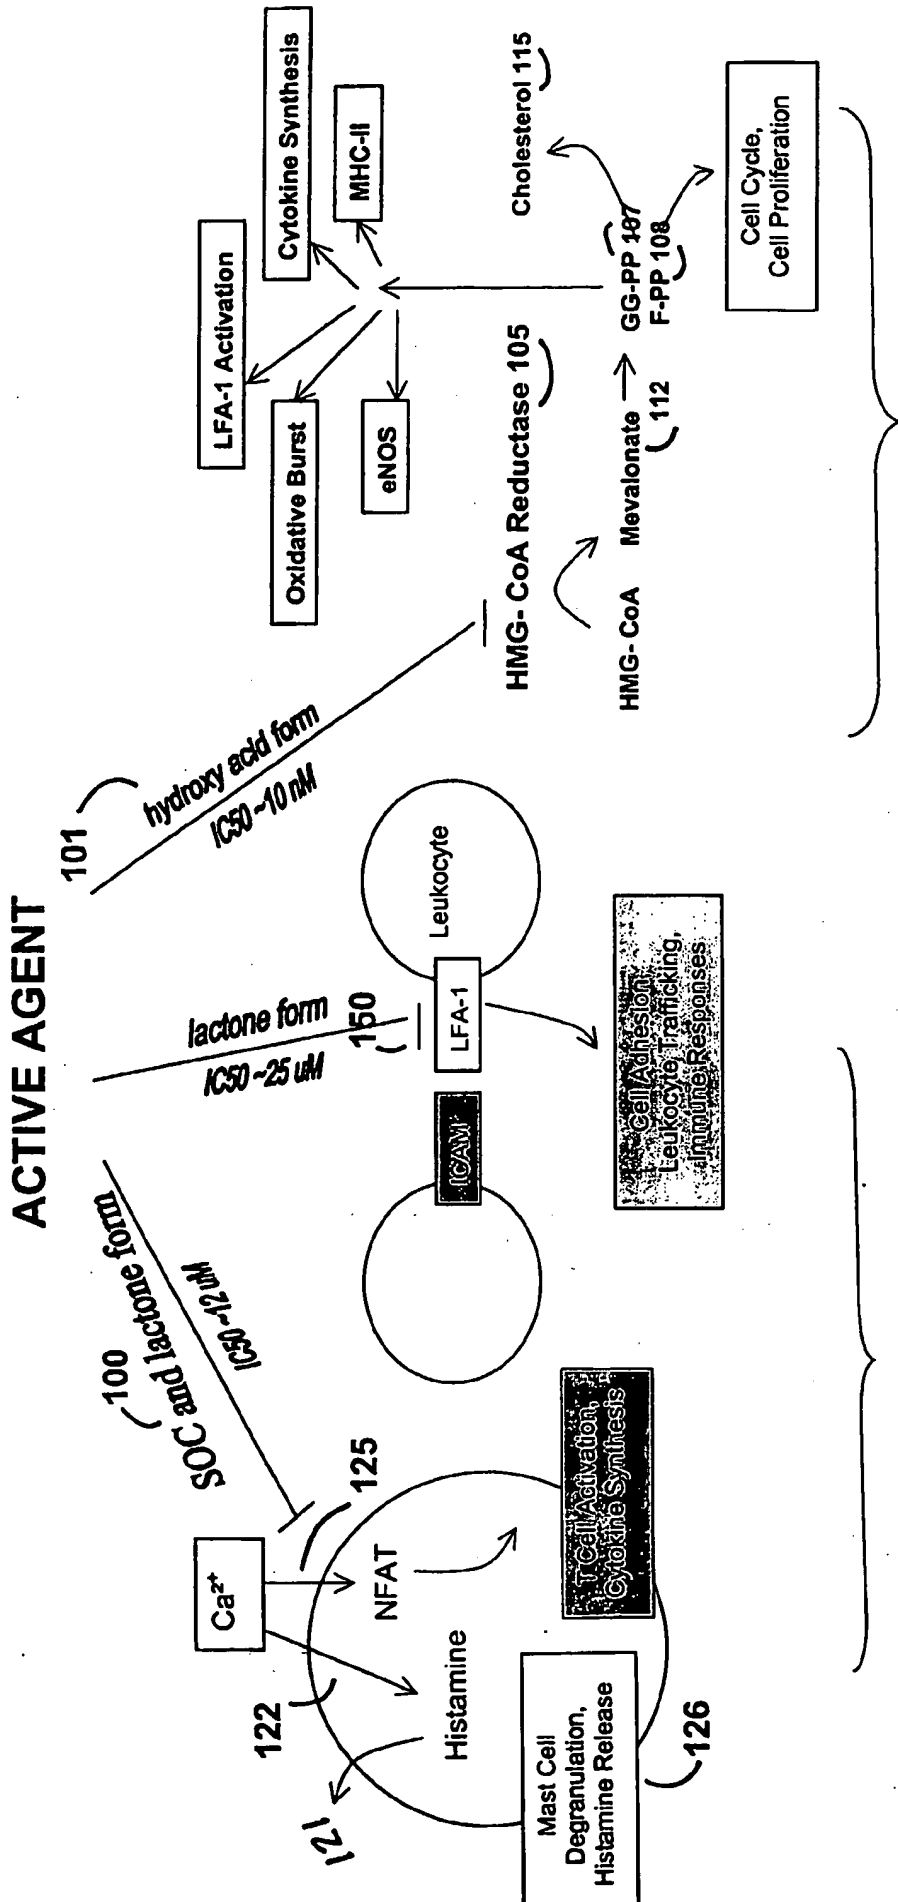 ACTIVE AGENT
100
SOC and lactone form
IC50 ~12 uM
lactone form
IC50 ~25 uM
150
101
hydroxy acid form
IC50 ~10 nM
Ca²⁺
122
125
121
Histamine
NFAT
Mast Cell
Degranulation,
Histamine Release
126
T Cell Activation,
Cytokine Synthesis
ICAM
LFA-1
Leukocyte
Cell Adhesion,
Leukocyte Trafficking,
Immune Responses
LFA-1 Activation
Oxidative Burst
Cytokine Synthesis
eNOS
MHC-II
HMG- CoA Reductase 105
HMG- CoA
Mevalonate
112
GG-PP 107
F-PP 108
Cholesterol 115
Cell Cycle,
Cell Proliferation